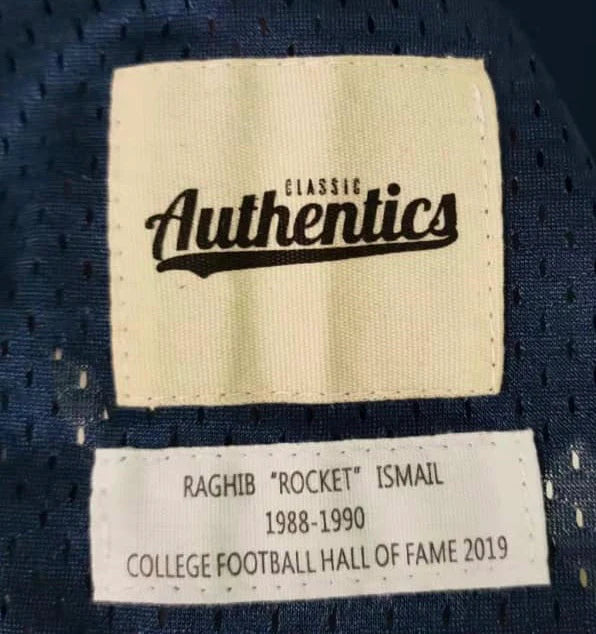 CLASSIC
Authentics
RAGHIB "ROCKET" ISMAIL
1988-1990
COLLEGE FOOTBALL HALL OF FAME 2019